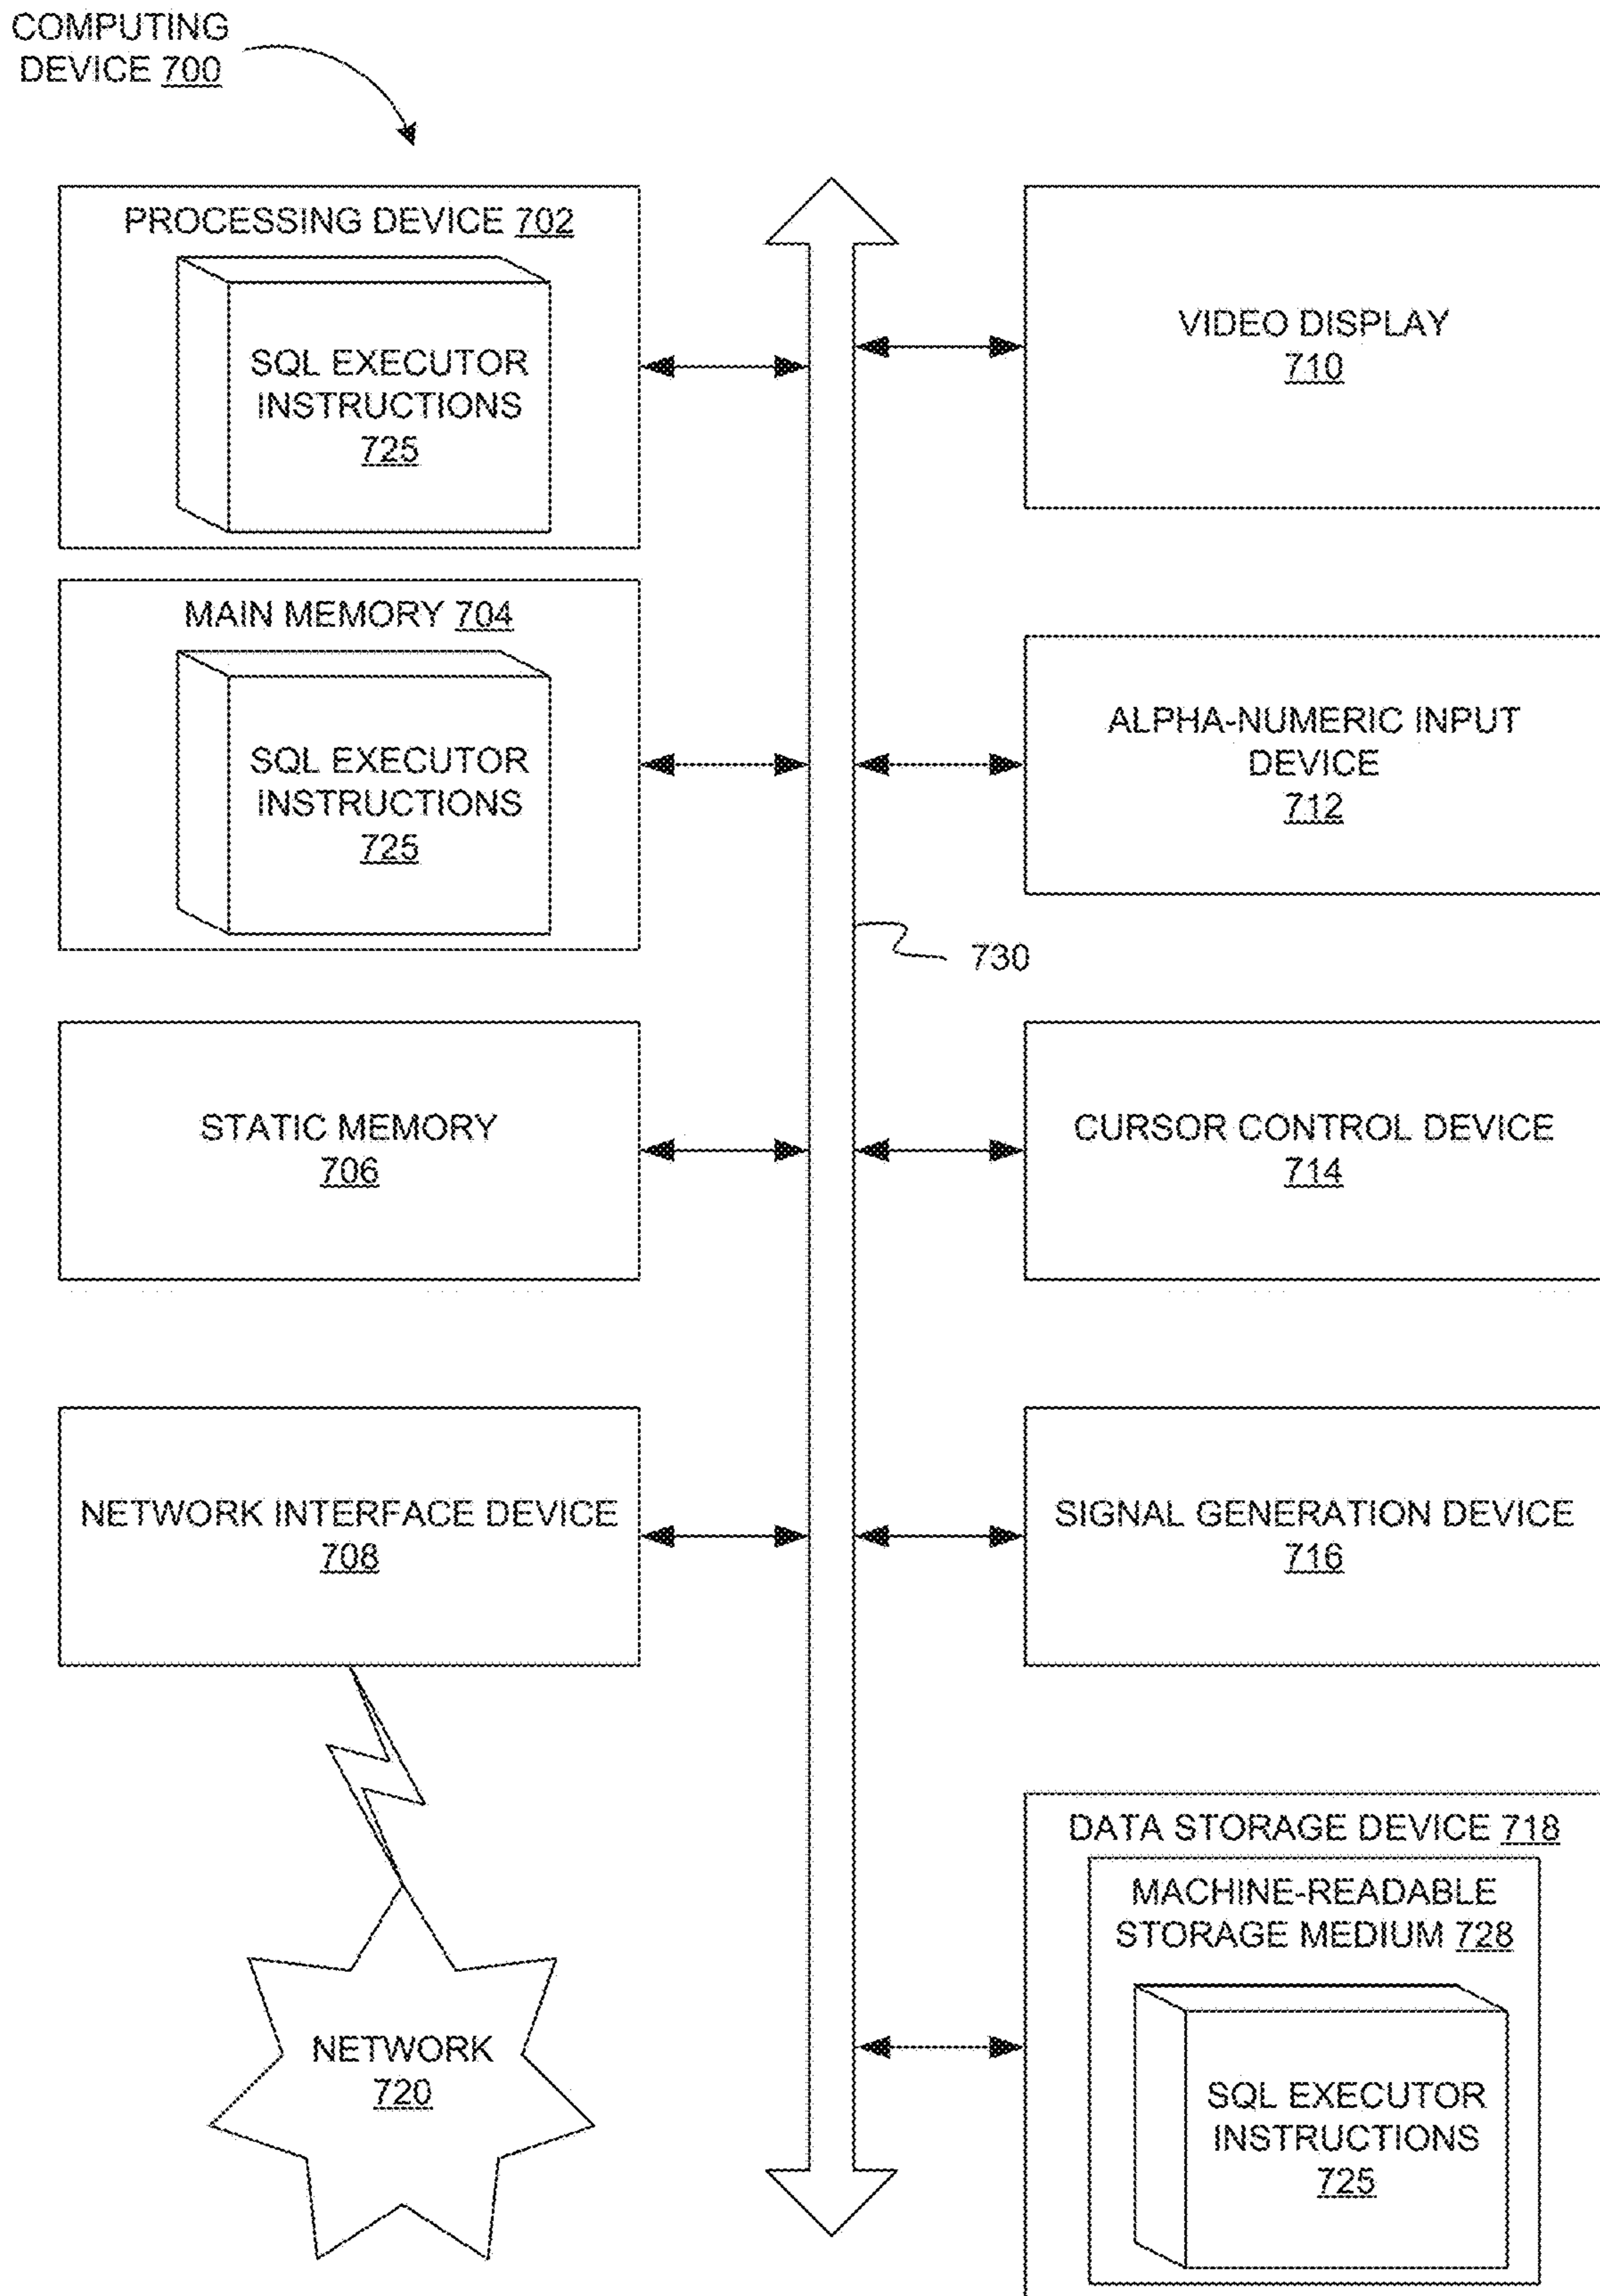 COMPUTING
DEVICE 700
PROCESSING DEVICE 702
SQL EXECUTOR
INSTRUCTIONS
725
MAIN MEMORY 704
SQL EXECUTOR
INSTRUCTIONS
725
STATIC MEMORY
706
NETWORK INTERFACE DEVICE
708
NETWORK
720
730
VIDEO DISPLAY
710
ALPHA-NUMERIC INPUT
DEVICE
712
CURSOR CONTROL DEVICE
714
SIGNAL GENERATION DEVICE
716
DATA STORAGE DEVICE 718
MACHINE-READABLE
STORAGE MEDIUM 728
SQL EXECUTOR
INSTRUCTIONS
725